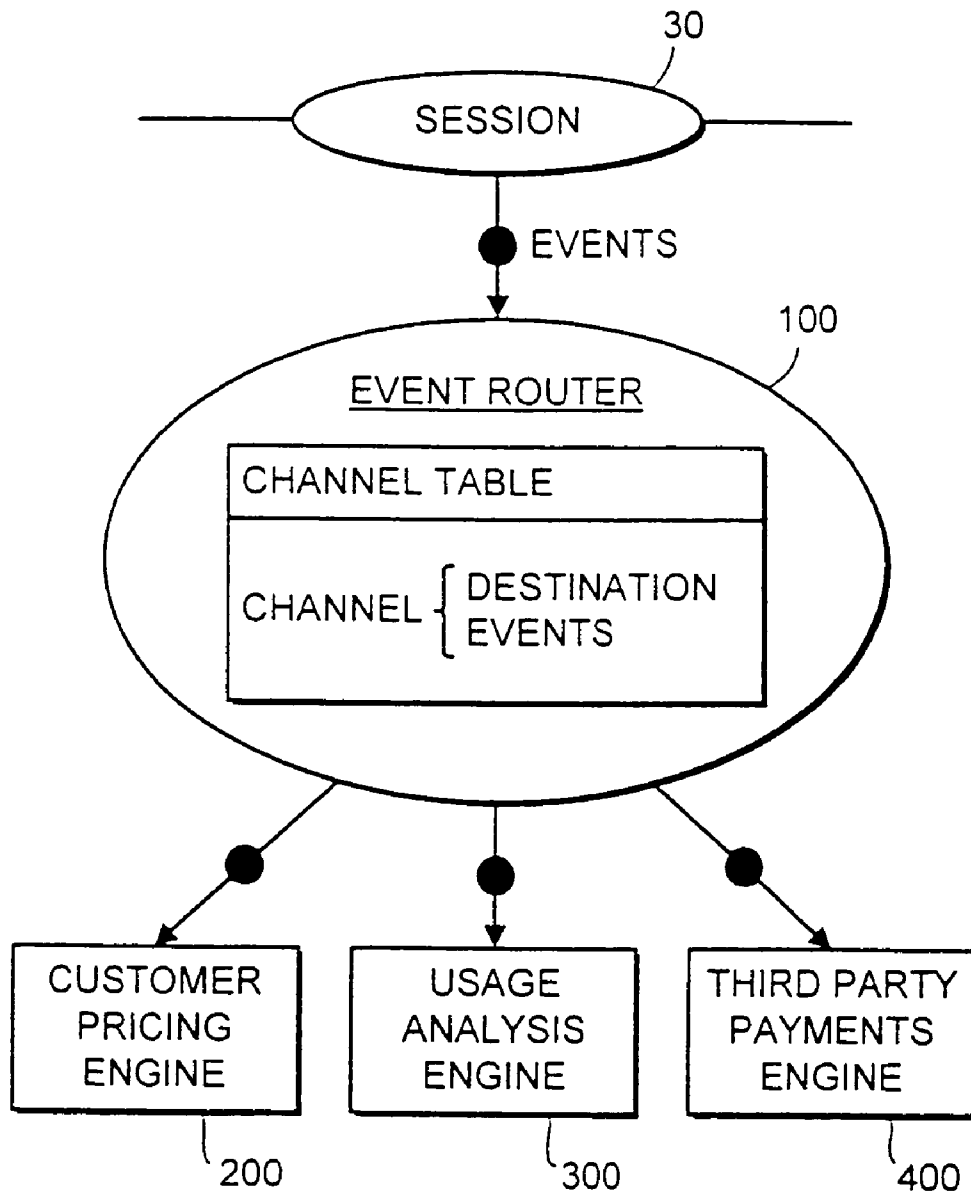 30
SESSION
EVENTS
100
EVENT ROUTER
CHANNEL TABLE
CHANNEL { DESTINATION
EVENTS
CUSTOMER
PRICING
ENGINE
USAGE
ANALYSIS
ENGINE
THIRD PARTY
PAYMENTS
ENGINE
200
300
400